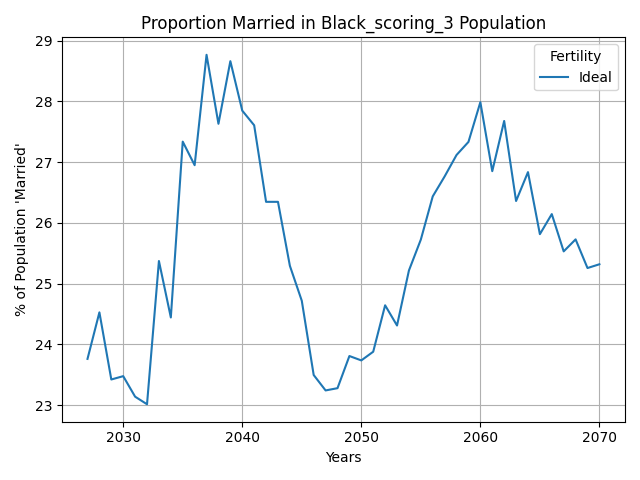 Proportion Married in Black_scoring_3 Population
Fertility
Ideal
% of Population 'Married'
29
28
27
26
25
24
23
2030
2040
2050
2060
2070
Years